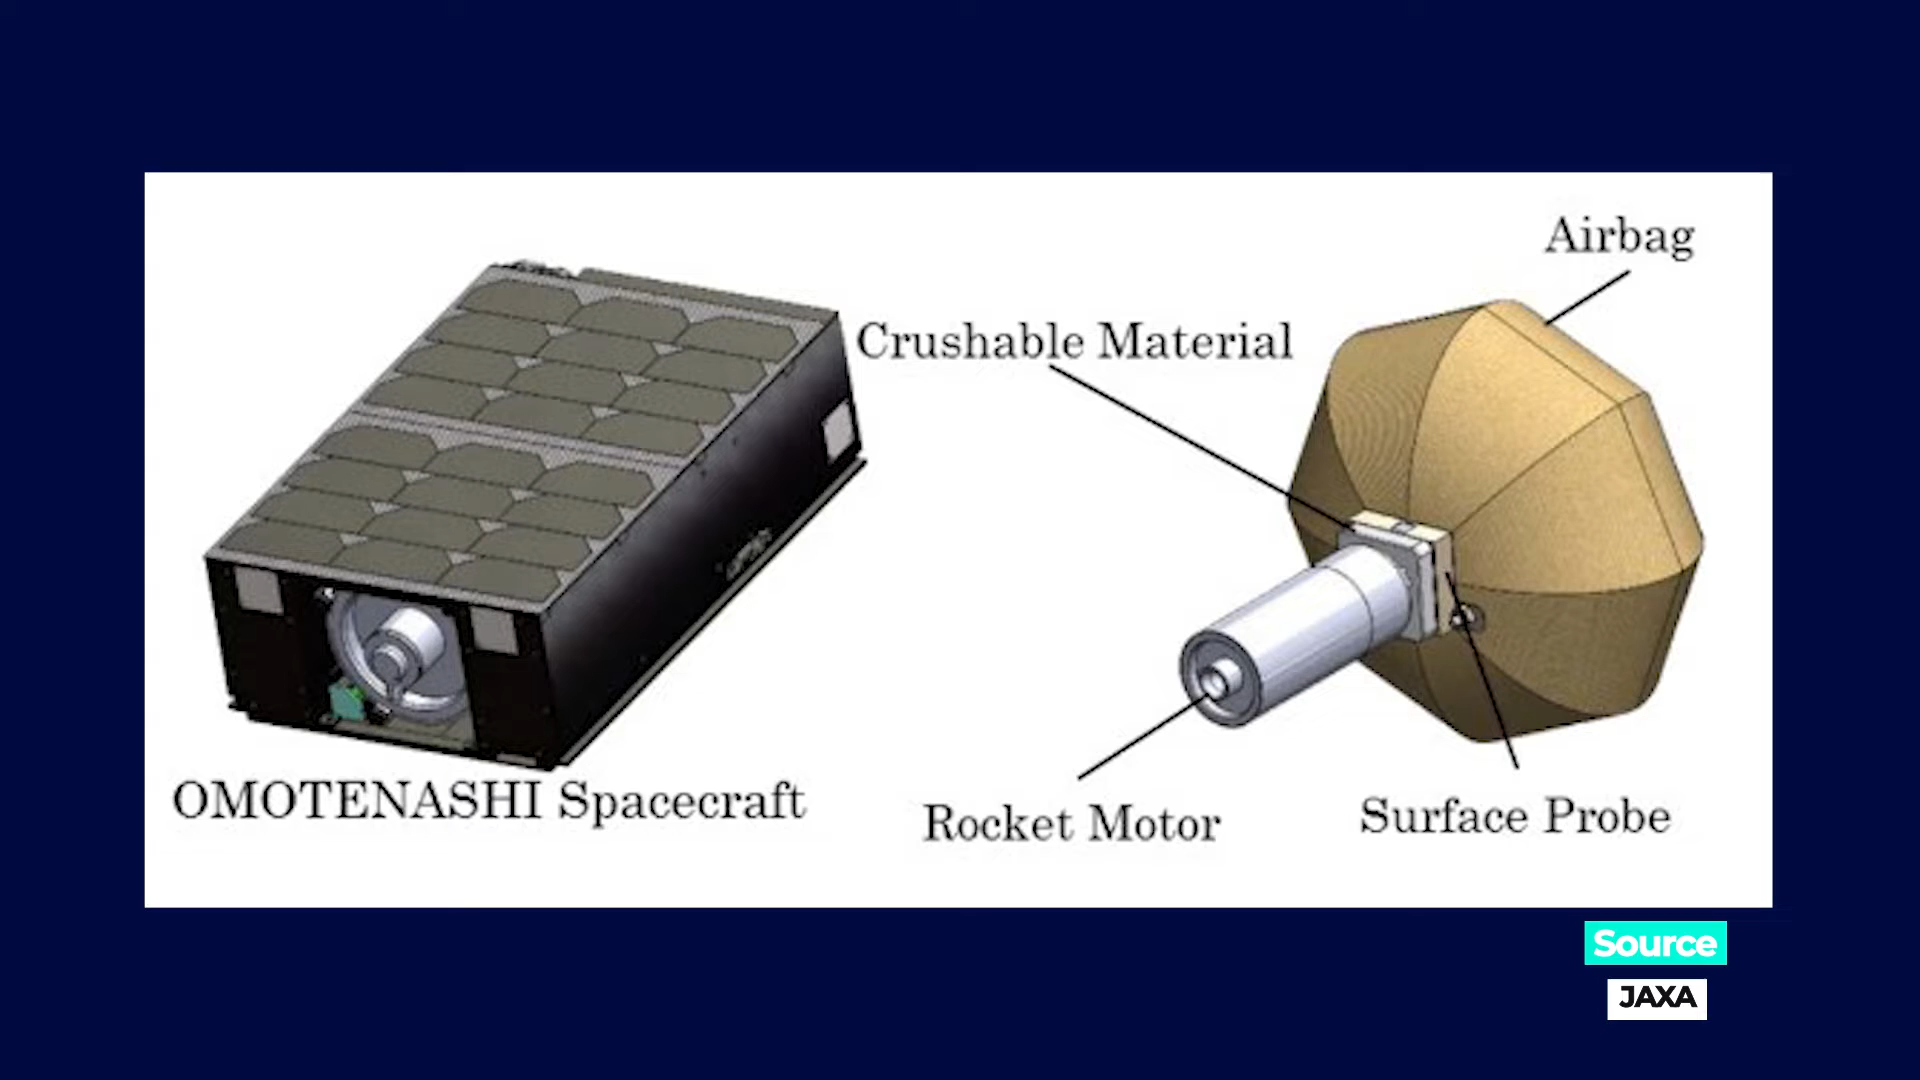 Airbag
Crushable Material
OMOTENASHI Spacecraft
Rocket Motor
Surface Probe
Source
JAXA